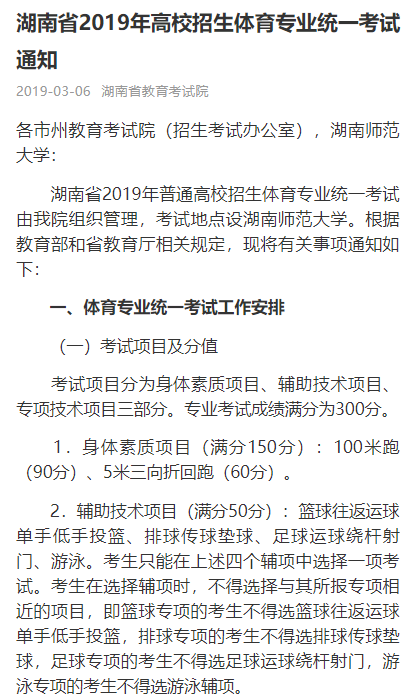 湖南省2019年高校招生体育专业统一考试
通知
2019-03-06 湖南省教育考试院
各市州教育考试院（招生考试办公室），湖南师范
大学：
湖南省2019年普通高校招生体育专业统一考试
由我院组织管理，考试地点设湖南师范大学。根据
教育部和省教育厅相关规定，现将有关事项通知如
下：
一、体育专业统一考试工作安排
（一）考试项目及分值
考试项目分为身体素质项目、辅助技术项目、
专项技术项目三部分。专业考试成绩满分为300分。
1．身体素质项目（满分150分）：100米跑
（90分）、5米三向折回跑（60分）。
2．辅助技术项目（满分50分）：篮球往返运球
单手低手投篮、排球传球垫球、足球运球绕杆射
门、游泳。考生只能在上述四个辅项中选择一项考
试。考生在选择辅项时，不得选择与其所报专项相
近的项目，即篮球专项的考生不得选篮球往返运球
单手低手投篮，排球专项的考生不得选排球传球垫
球，足球专项的考生不得选足球运球绕杆射门，游
泳专项的考生不得选游泳辅项。